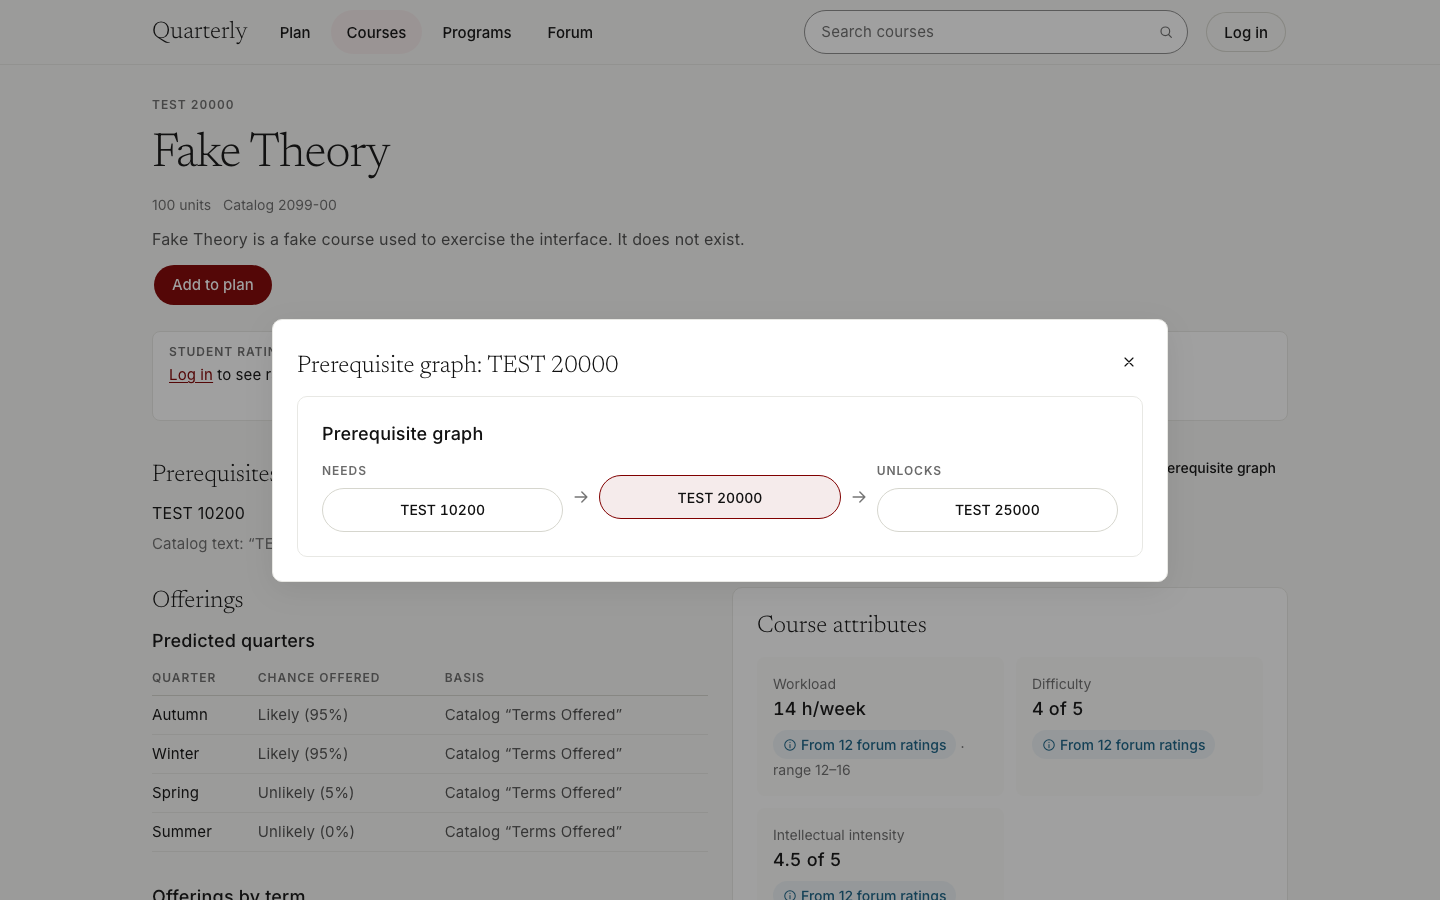 Quarterly
Plan
Courses
Programs
Forum
Search courses
Log in
TEST 20000
Fake Theory
100 units Catalog 2099-00
Fake Theory is a fake course used to exercise the interface. It does not exist.
Add to plan
STUDENT
Log in to see
Prerequisite graph: TEST 20000
Prerequisite graph
NEEDS
TEST 10200
TEST 20000
UNLOCKS
TEST 25000
Prerequisites
graph
TEST 10200
Catalog text:
Offerings
Predicted quarters
QUARTER CHANCE OFFERED BASIS
Autumn Likely (95%) Catalog “Terms Offered”
Winter Likely (95%) Catalog “Terms Offered”
Spring Unlikely (5%) Catalog “Terms Offered”
Summer Unlikely (0%) Catalog “Terms Offered”
Offerings by term
Course attributes
Workload
14 h/week
From 12 forum ratings ·
range 12–16
Difficulty
4 of 5
From 12 forum ratings
Intellectual intensity
4.5 of 5
From 12 forum ratings